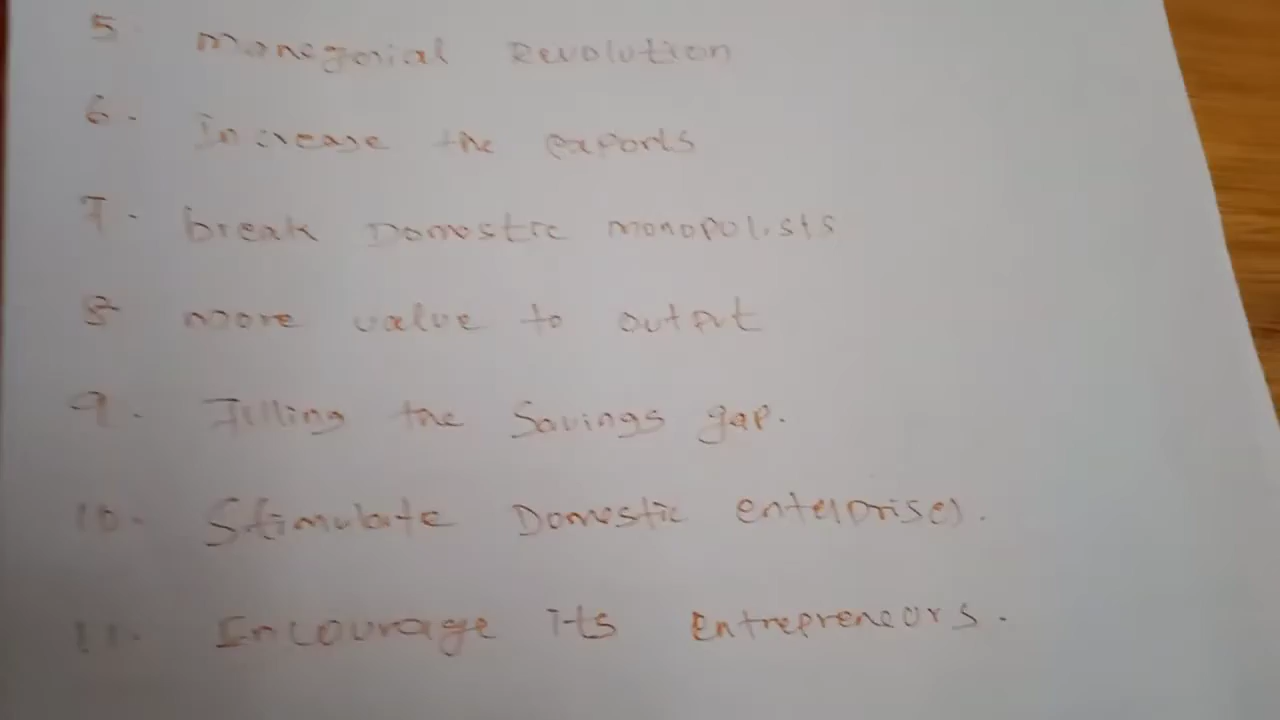 5. Managerial Revolution
6. Increase the exports
7. break Domestic monopolists
8 more value to output
9. Filling the Savings gap.
10. Stimulate Domestic enterprises.
11. Encourage its Entrepreneurs.